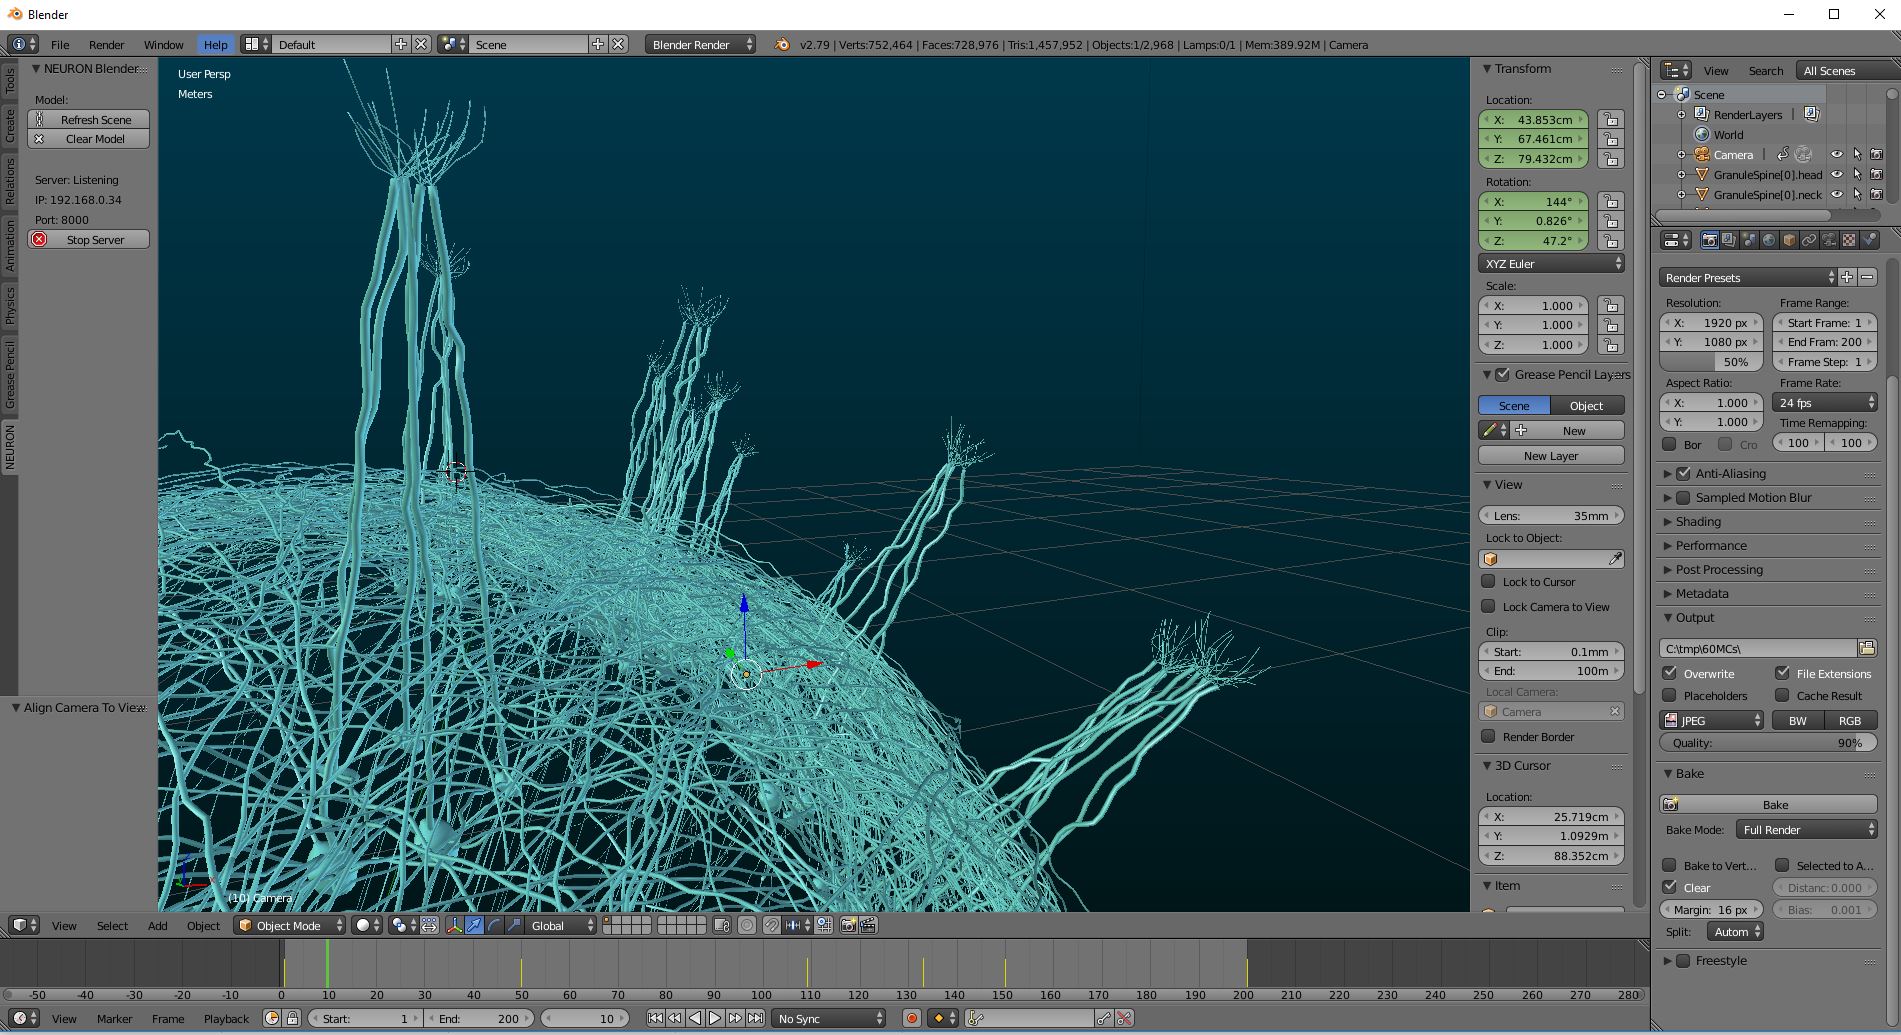 Blender
File Render Window Help Default Scene Blender Render v2.79 | Verts:752,464 | Faces:728,976 | Tris:1,457,952 | Objects:1/2,968 | Lamps:0/1 | Mem:389.92M | Camera
Tools
Create
Relations
Animation
Physics
Grease Pencil
NEURON
NEURON Blender
Model:
Refresh Scene
Clear Model
Server: Listening
IP: 192.168.0.34
Port: 8000
Stop Server
Align Camera To View
User Persp
Meters
(10) Camera
Transform
Location:
X: 43.853cm
Y: 67.461cm
Z: 79.432cm
Rotation:
X: 144°
Y: 0.826°
Z: 47.2°
XYZ Euler
Scale:
X: 1.000
Y: 1.000
Z: 1.000
Grease Pencil Layers
Scene Object
New
New Layer
View
Lens: 35mm
Lock to Object:
Lock to Cursor
Lock Camera to View
Clip:
Start: 0.1mm
End: 100m
Local Camera:
Camera
Render Border
3D Cursor
Location:
X: 25.719cm
Y: 1.0929m
Z: 88.352cm
Item
View Search All Scenes
Scene
RenderLayers |
World
Camera |
GranuleSpine[0].head
GranuleSpine[0].neck
Render Presets
Resolution: Frame Range:
X: 1920 px Start Frame: 1
Y: 1080 px End Fram: 200
50% Frame Step: 1
Aspect Ratio: Frame Rate:
X: 1.000 24 fps
Y: 1.000 Time Remapping:
Bor Cro 100 100
Anti-Aliasing
Sampled Motion Blur
Shading
Performance
Post Processing
Metadata
Output
C:\tmp\60MCs\
Overwrite File Extensions
Placeholders Cache Result
JPEG BW RGB
Quality: 90%
Bake
Bake
Bake Mode: Full Render
Bake to Vert... Selected to A...
Clear Distanc: 0.000
Margin: 16 px Bias: 0.001
Split: Autom
Freestyle
View Select Add Object Object Mode Global
-50 -40 -30 -20 -10 0 10 20 30 40 50 60 70 80 90 100 110 120 130 140 150 160 170 180 190 200 210 220 230 240 250 260 270 280
View Marker Frame Playback Start: 1 End: 200 10 No Sync